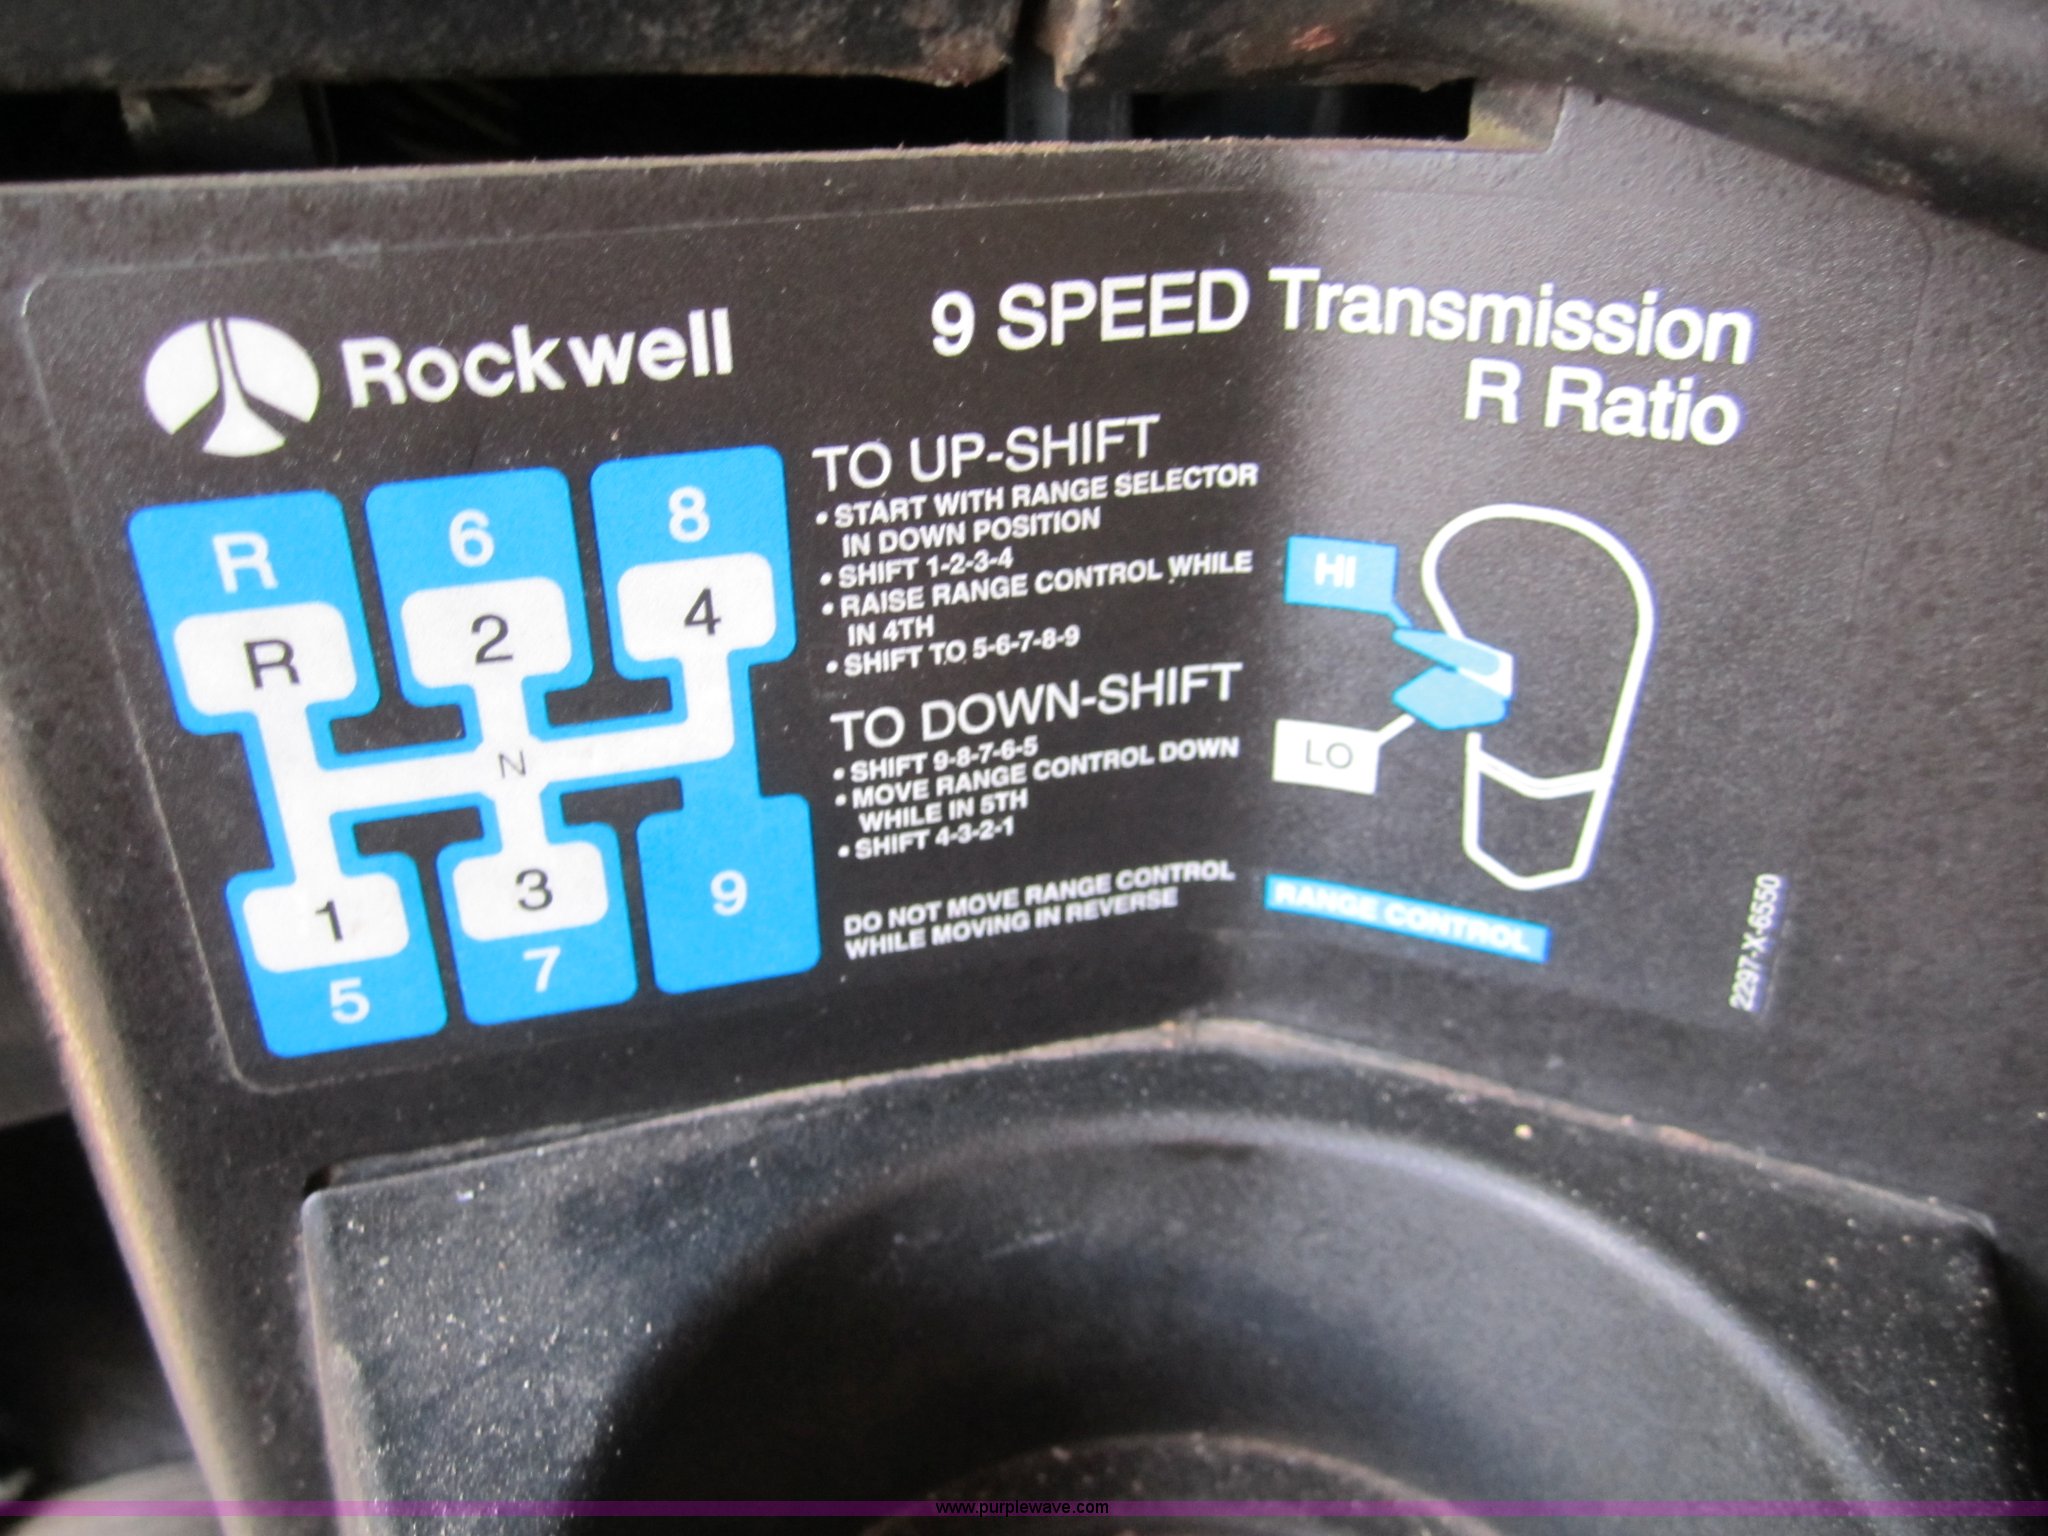 Rockwell
9 SPEED Transmission
R Ratio
R
6
8
R
2
4
N
1
3
9
5
7
TO UP-SHIFT
• START WITH RANGE SELECTOR
IN DOWN POSITION
• SHIFT 1-2-3-4
• RAISE RANGE CONTROL WHILE
IN 4TH
• SHIFT TO 5-6-7-8-9
TO DOWN-SHIFT
• SHIFT 9-8-7-6-5
• MOVE RANGE CONTROL DOWN
WHILE IN 5TH
• SHIFT 4-3-2-1
DO NOT MOVE RANGE CONTROL
WHILE MOVING IN REVERSE
HI
LO
RANGE CONTROL
2297-X-6550
www.purplewave.com